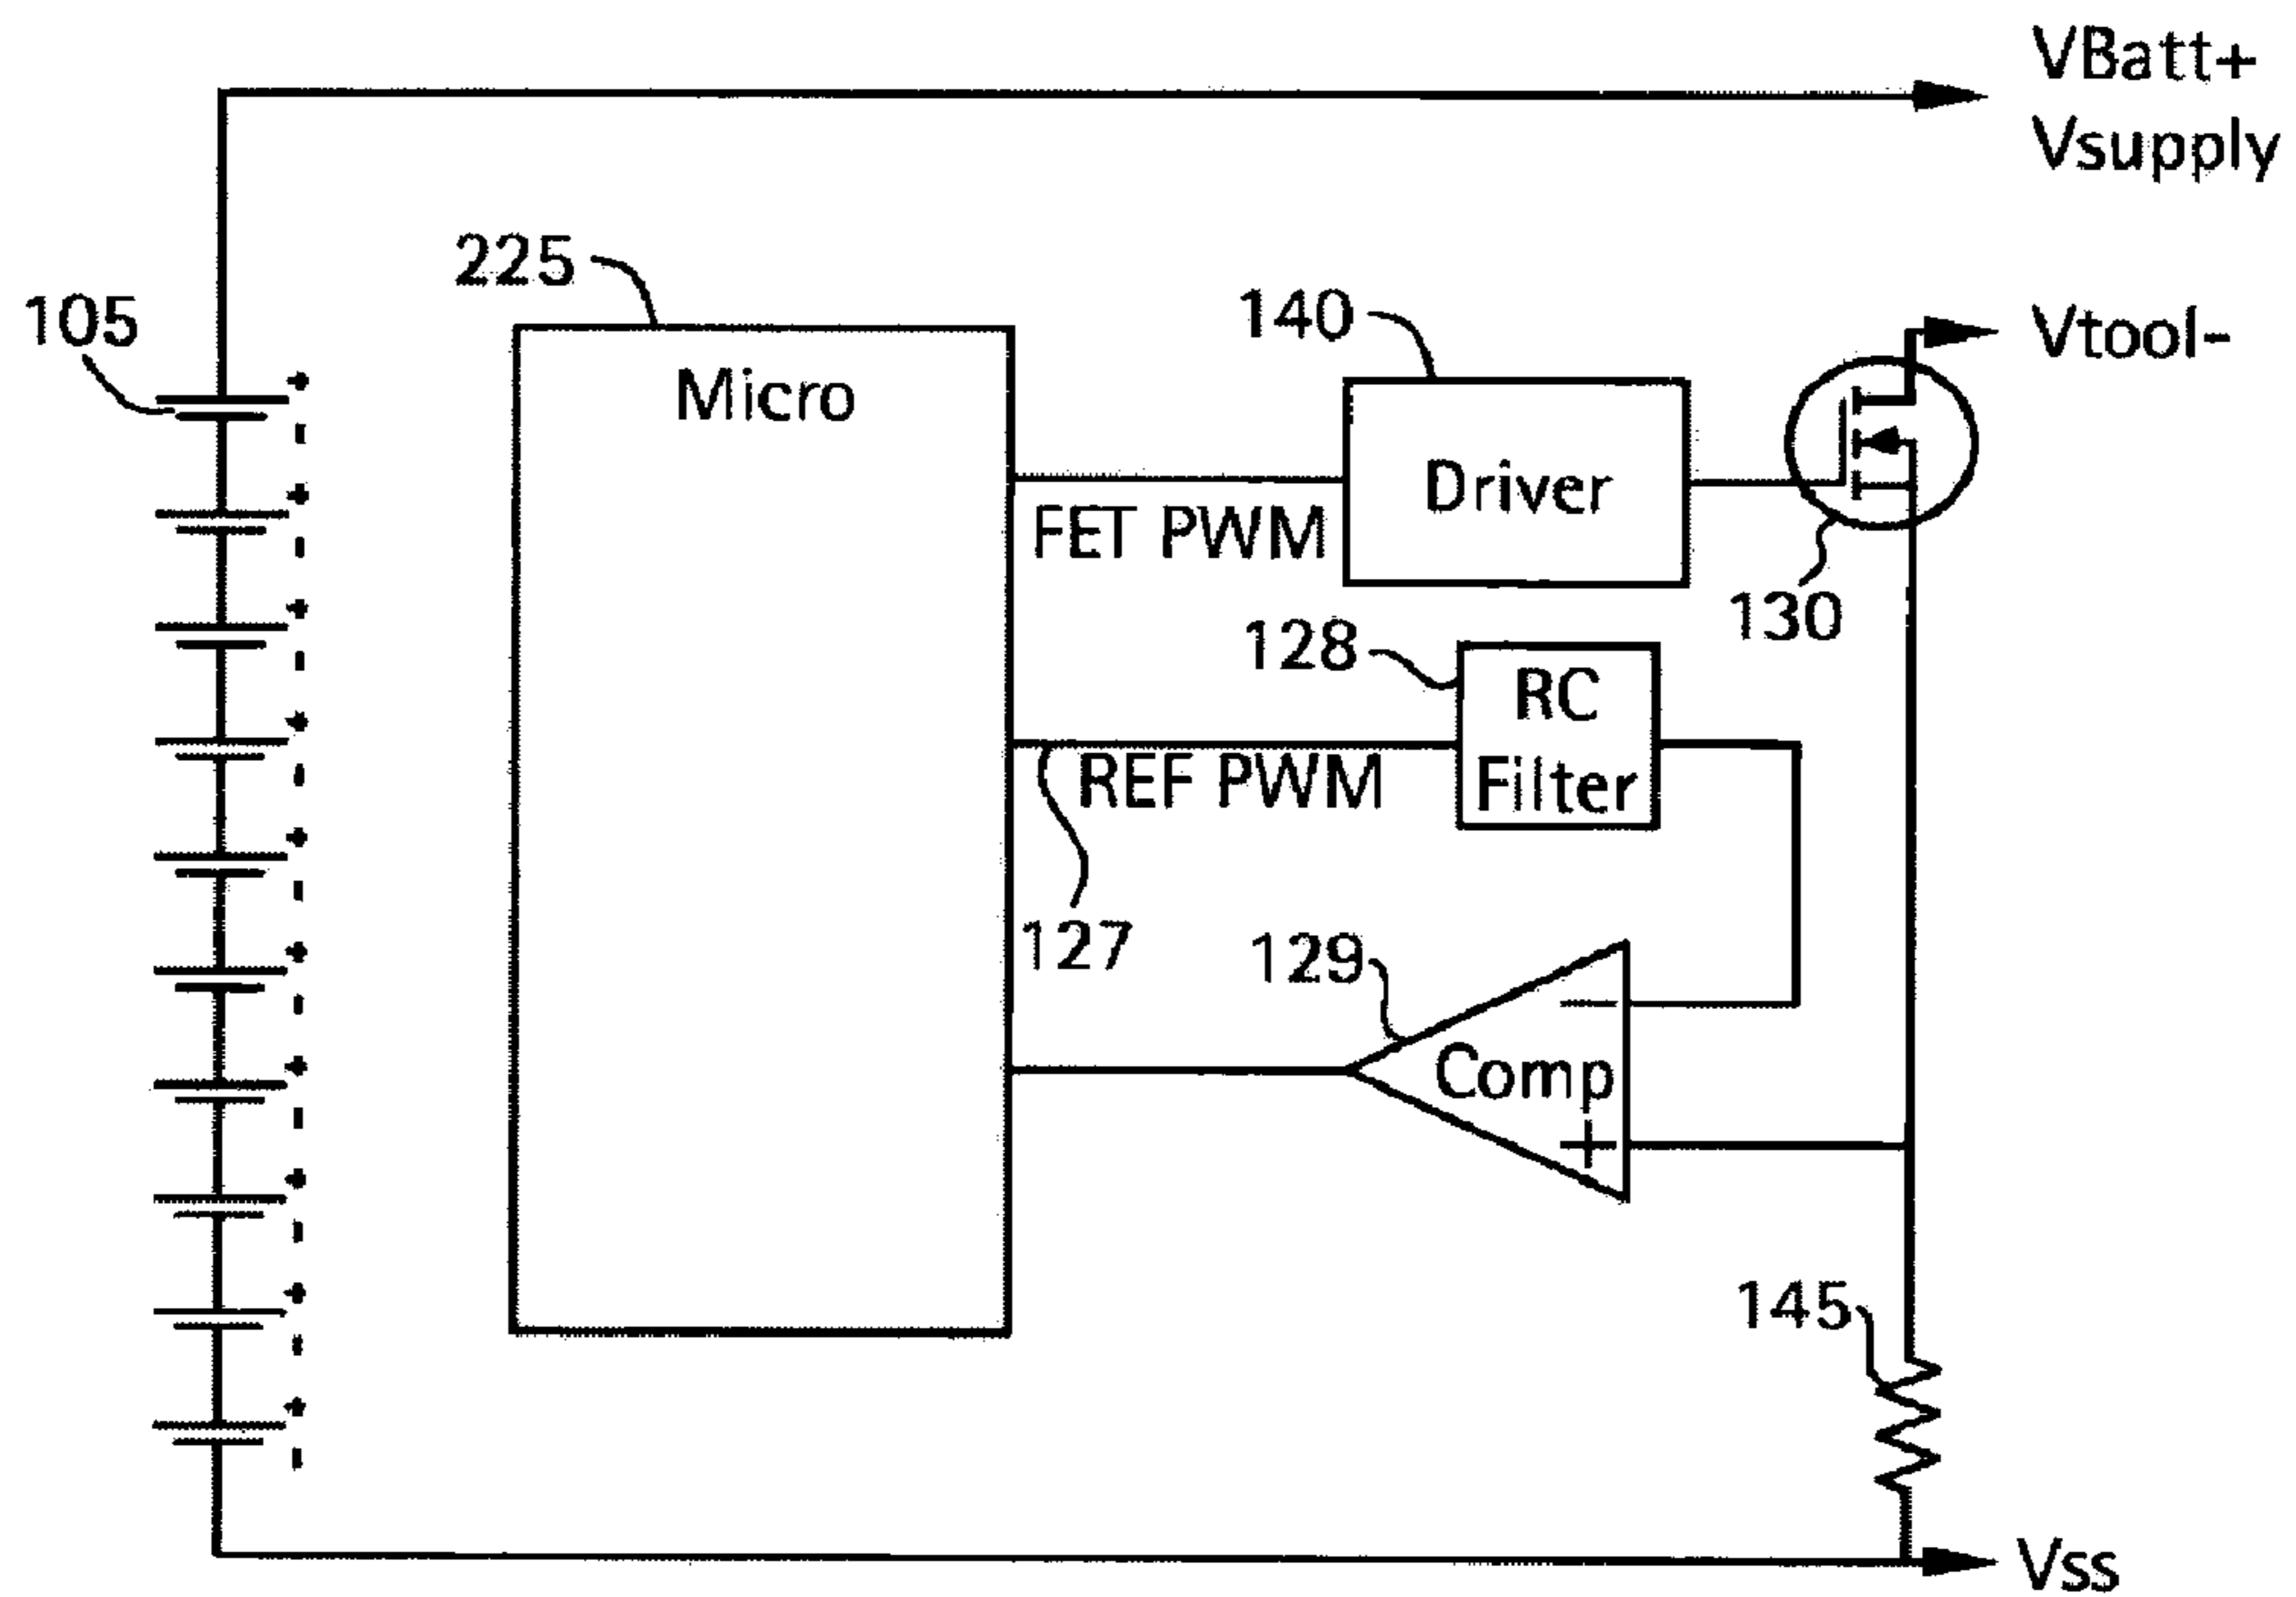 VBatt+
Vsupply
225
105
140
Vtool-
Micro
Driver
FET PWM
130
128
RC
Filter
REF PWM
127
129
Comp
145
Vss